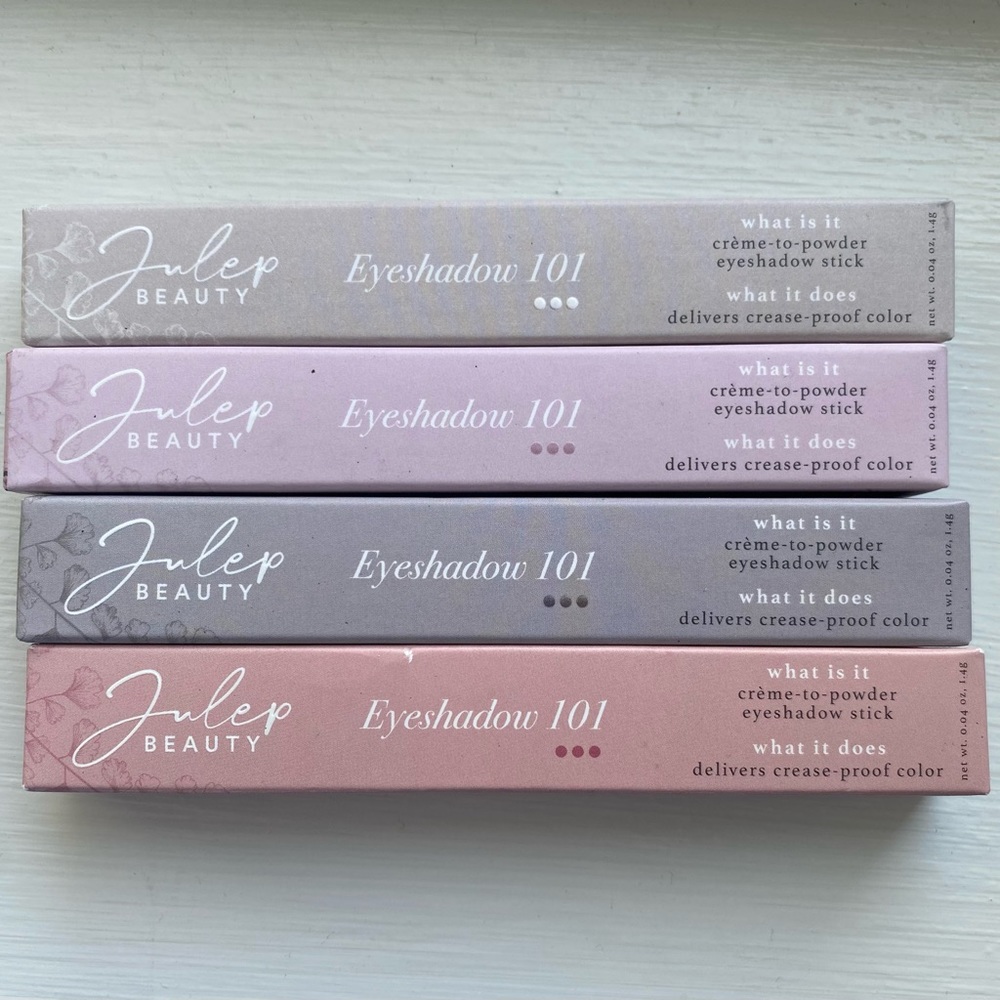 Julep
BEAUTY
Eyeshadow 101
what is it
crème-to-powder
eyeshadow stick
what it does
delivers crease-proof color
net wt. 0.04 oz, 1.4g
Julep
BEAUTY
Eyeshadow 101
what is it
crème-to-powder
eyeshadow stick
what it does
delivers crease-proof color
net wt. 0.04 oz, 1.4g
Julep
BEAUTY
Eyeshadow 101
what is it
crème-to-powder
eyeshadow stick
what it does
delivers crease-proof color
net wt. 0.04 oz, 1.4g
Julep
BEAUTY
Eyeshadow 101
what is it
crème-to-powder
eyeshadow stick
what it does
delivers crease-proof color
net wt. 0.04 oz, 1.4g